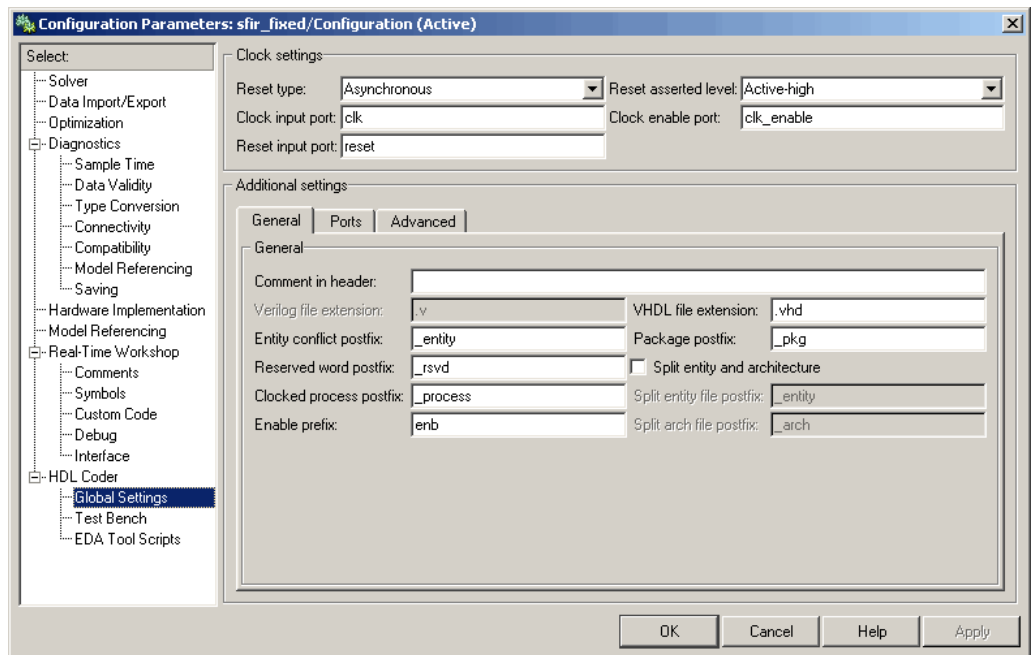 Configuration Parameters: sfir_fixed/Configuration (Active)
Select:
Solver
Data Import/Export
Optimization
Diagnostics
Sample Time
Data Validity
Type Conversion
Connectivity
Compatibility
Model Referencing
Saving
Hardware Implementation
Model Referencing
Real-Time Workshop
Comments
Symbols
Custom Code
Debug
Interface
HDL Coder
Global Settings
Test Bench
EDA Tool Scripts
Clock settings
Reset type: Asynchronous Reset asserted level: Active-high
Clock input port: clk Clock enable port: clk_enable
Reset input port: reset
Additional settings
General Ports Advanced
General
Comment in header:
Verilog file extension: .v VHDL file extension: .vhd
Entity conflict postfix: _entity Package postfix: _pkg
Reserved word postfix: _rsvd Split entity and architecture
Clocked process postfix: _process Split entity file postfix: _entity
Enable prefix: enb Split arch file postfix: _arch
OK Cancel Help Apply